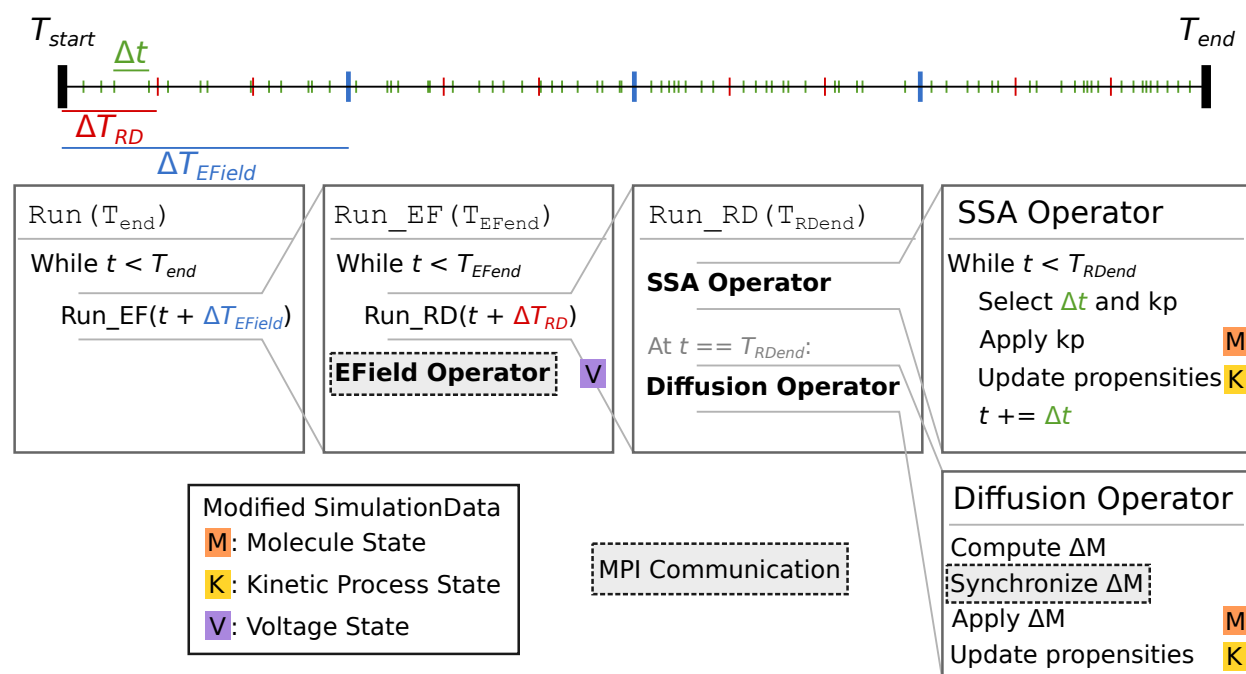 T_start
T_end
Δt
ΔT_RD
ΔT_EField
Run(T_end)
While t < T_end
Run_EF(t + ΔT_EField)
Run_EF(T_EFend)
While t < T_EFend
Run_RD(t + ΔT_RD)
EField Operator
V
Run_RD(T_RDend)
SSA Operator
At t == T_RDend:
Diffusion Operator
SSA Operator
While t < T_RDend
Select Δt and kp
Apply kp M
Update propensities K
t += Δt
Modified SimulationData
M: Molecule State
K: Kinetic Process State
V: Voltage State
MPI Communication
Diffusion Operator
Compute ΔM
Synchronize ΔM
Apply ΔM M
Update propensities K